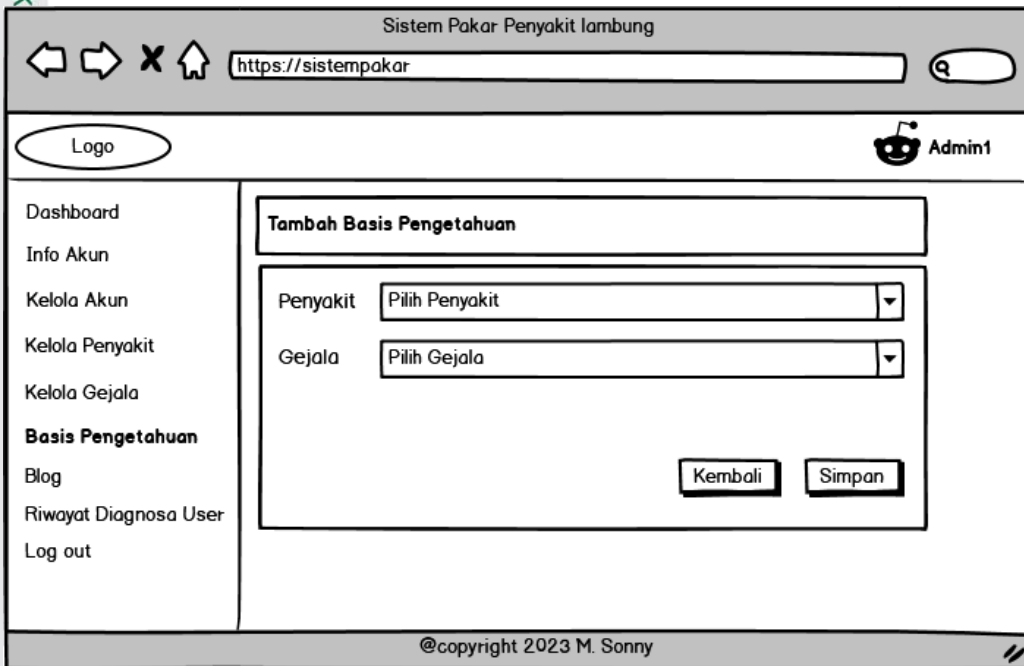 Sistem Pakar Penyakit lambung
https://sistempakar
Logo
Admin1
Dashboard
Info Akun
Kelola Akun
Kelola Penyakit
Kelola Gejala
Basis Pengetahuan
Blog
Riwayat Diagnosa User
Log out
Tambah Basis Pengetahuan
Penyakit Pilih Penyakit
Gejala Pilih Gejala
Kembali Simpan
@copyright 2023 M. Sonny